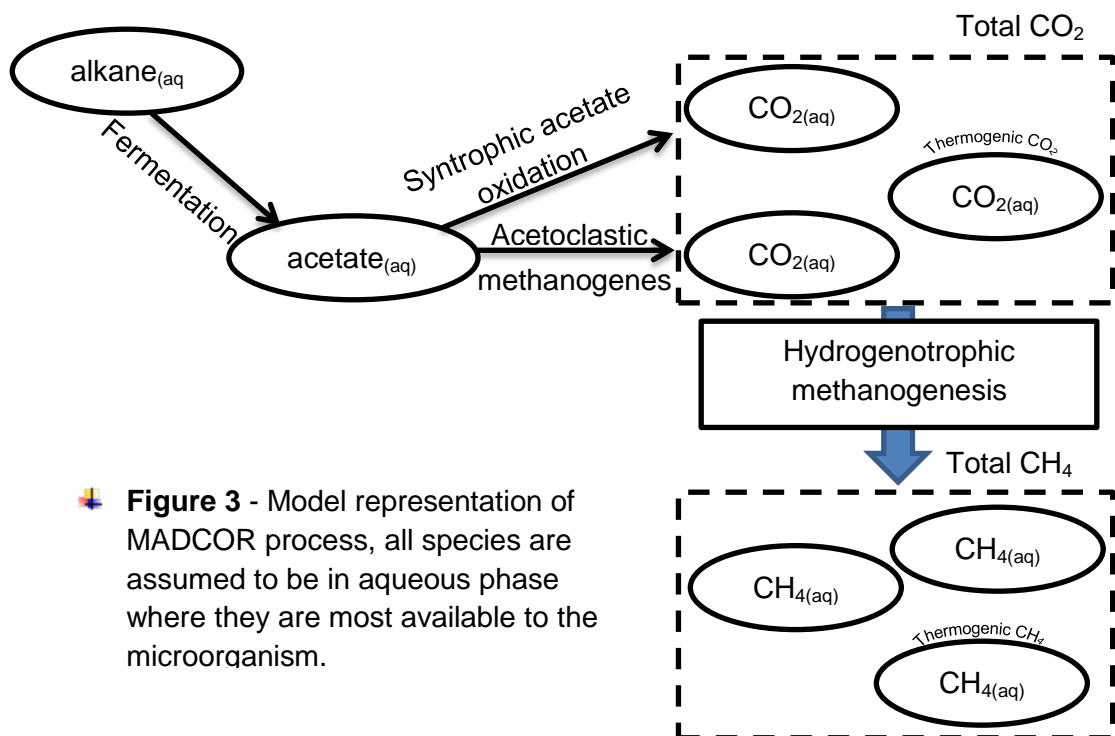 Total CO₂
alkane(aq
Fermentation
Syntrophic acetate
oxidation
CO₂(aq)
Thermogenic CO₂
CO₂(aq)
acetate(aq)
Acetoclastic
methanogenes
CO₂(aq)
Hydrogenotrophic
methanogenesis
Total CH₄
CH₄(aq)
CH₄(aq)
Thermogenic CH₄
CH₄(aq)
Figure 3 - Model representation of
MADCOR process, all species are
assumed to be in aqueous phase
where they are most available to the
microorganism.